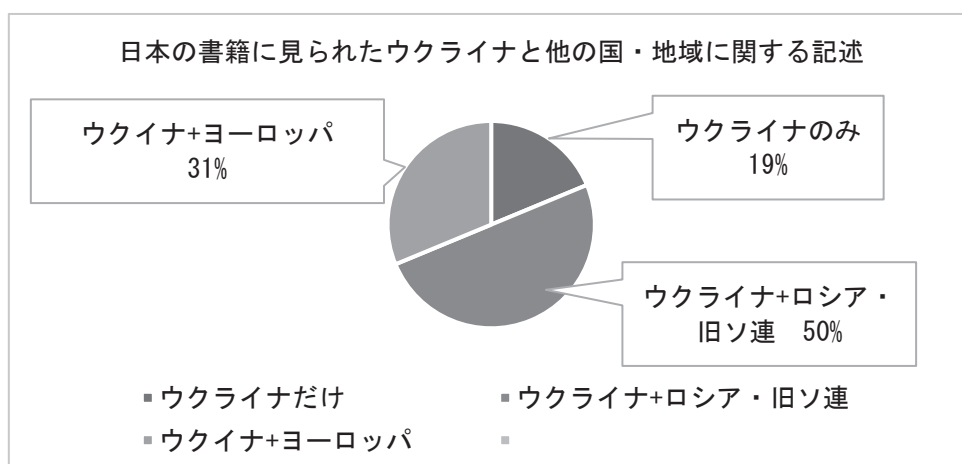 日本の書籍に見られたウクライナと他の国・地域に関する記述
ウクイナ+ヨーロッパ
31%
ウクライナのみ
19%
ウクライナ+ロシア・
旧ソ連　50%
ウクライナだけ
ウクライナ+ロシア・旧ソ連
ウクイナ+ヨーロッパ